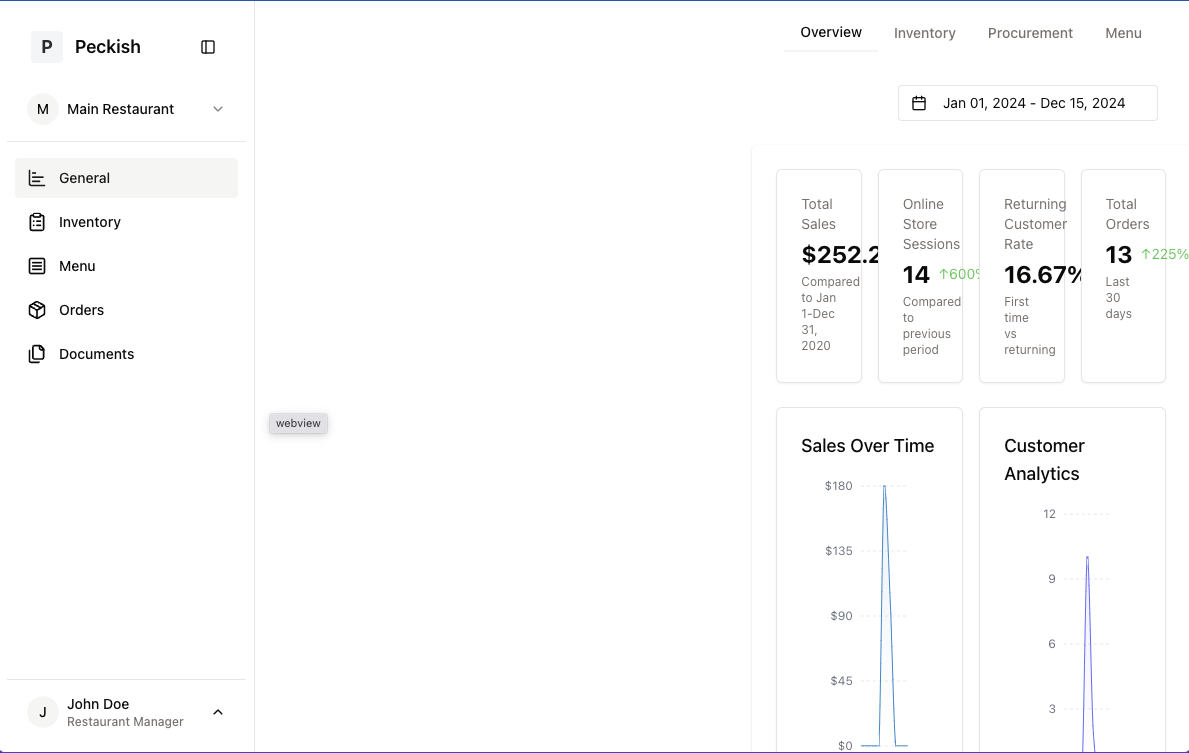 P Peckish
M Main Restaurant
General
Inventory
Menu
Orders
Documents
J John Doe
Restaurant Manager
webview
Overview Inventory Procurement Menu
Jan 01, 2024 - Dec 15, 2024
Total
Sales
$252.2
Compared
to Jan
1-Dec
31,
2020
Online
Store
Sessions
14 ↑600%
Compared
to
previous
period
Returning
Customer
Rate
16.67%
First
time
vs
returning
Total
Orders
13 ↑225%
Last
30
days
Sales Over Time
$180
$135
$90
$45
$0
Customer
Analytics
12
9
6
3